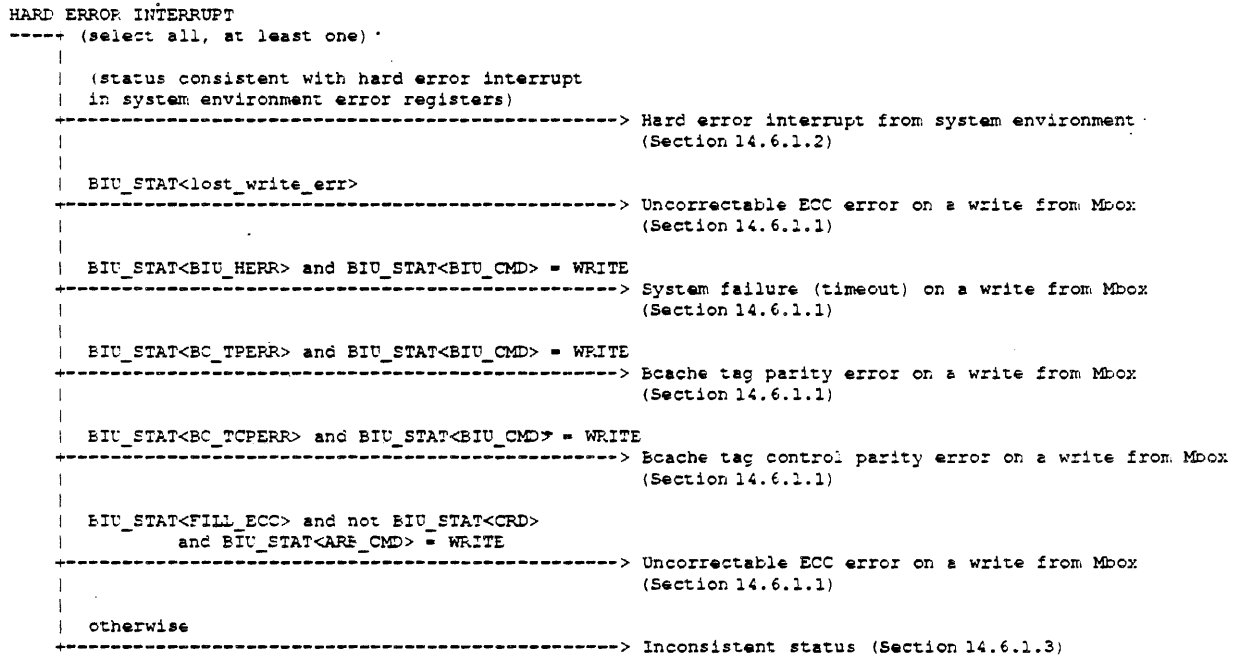 HARD ERROR INTERRUPT
-----+ (select all, at least one)
| (status consistent with hard error interrupt
| in system environment error registers)
+--------------------------------------------------> Hard error interrupt from system environment
(Section 14.6.1.2)
| BIU_STAT<lost_write_err>
+--------------------------------------------------> Uncorrectable ECC error on a write from Mbox
(Section 14.6.1.1)
| BIU_STAT<BIU_HERR> and BIU_STAT<BIU_CMD> = WRITE
+--------------------------------------------------> System failure (timeout) on a write from Mbox
(Section 14.6.1.1)
| BIU_STAT<BC_TPERR> and BIU_STAT<BIU_CMD> = WRITE
+--------------------------------------------------> Bcache tag parity error on a write from Mbox
(Section 14.6.1.1)
| BIU_STAT<BC_TCPERR> and BIU_STAT<BIU_CMD> = WRITE
+--------------------------------------------------> Bcache tag control parity error on a write from Mbox
(Section 14.6.1.1)
| BIU_STAT<FILL_ECC> and not BIU_STAT<CRD>
| and BIU_STAT<ARB_CMD> = WRITE
+--------------------------------------------------> Uncorrectable ECC error on a write from Mbox
(Section 14.6.1.1)
| otherwise
+--------------------------------------------------> Inconsistent status (Section 14.6.1.3)